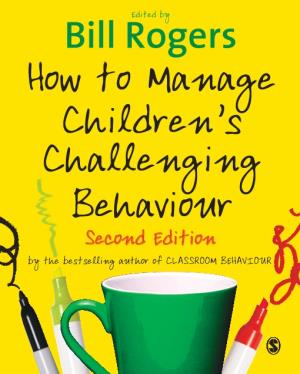 Edited by
Bill Rogers
How to Manage
Children's
Challenging
Behaviour
Second Edition
by the bestselling author of CLASSROOM BEHAVIOUR
S